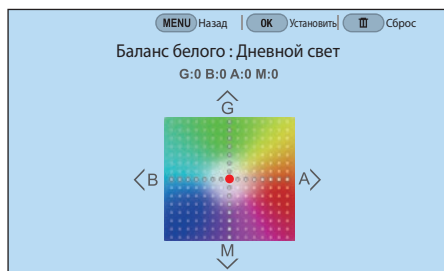 MENU Назад | OK Установить | Сброс
Баланс белого : Дневной свет
G:0 B:0 A:0 M:0
G
B A
M